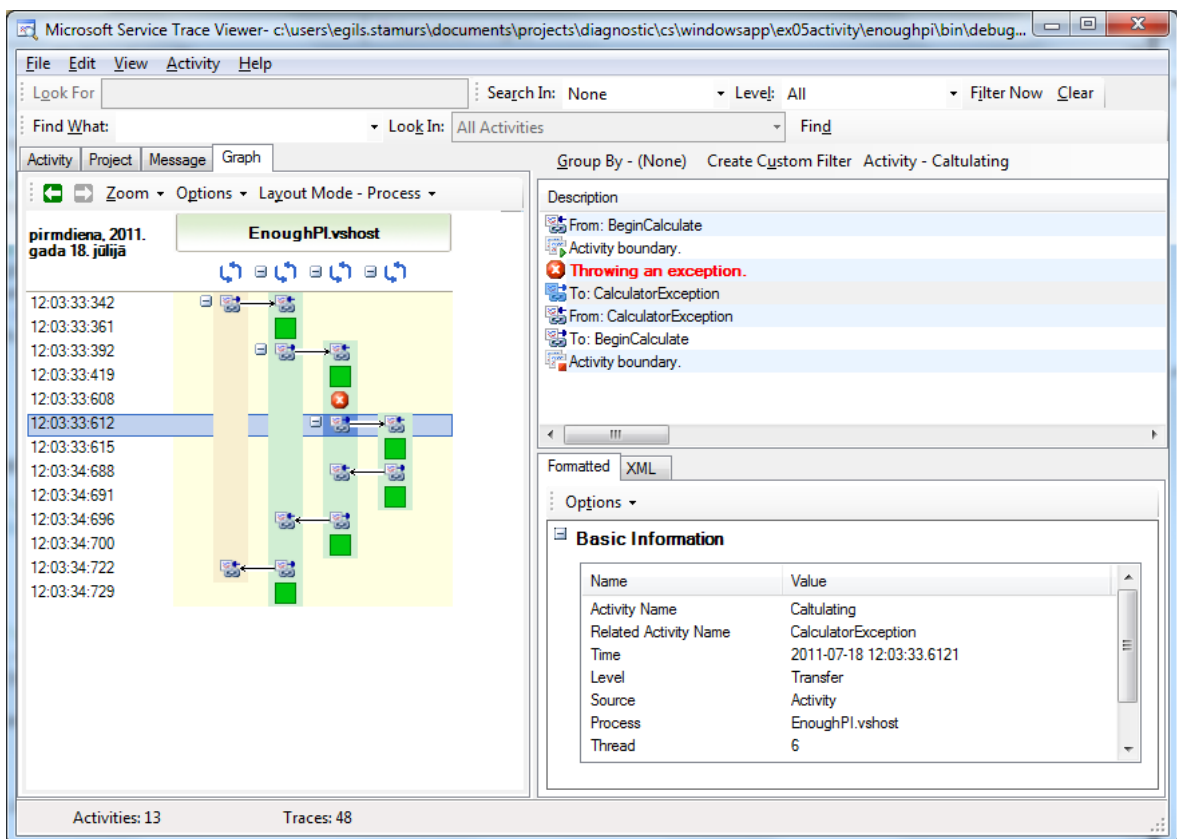 Microsoft Service Trace Viewer- c:\users\egils.stamurs\documents\projects\diagnostic\cs\windowsapp\ex05activity\enoughpi\bin\debug...
File Edit View Activity Help
Look For Search In: None Level: All Filter Now Clear
Find What: Look In: All Activities Find
Activity Project Message Graph
Group By - (None) Create Custom Filter Activity - Caltulating
Zoom Options Layout Mode - Process
pirmdiena, 2011.
gada 18. jūlijā
EnoughPI.vshost
12:03:33:342
12:03:33:361
12:03:33:392
12:03:33:419
12:03:33:608
12:03:33:612
12:03:33:615
12:03:34:688
12:03:34:691
12:03:34:696
12:03:34:700
12:03:34:722
12:03:34:729
Description
From: BeginCalculate
Activity boundary.
Throwing an exception.
To: CalculatorException
From: CalculatorException
To: BeginCalculate
Activity boundary.
Formatted XML
Options
Basic Information
Name Value
Activity Name Caltulating
Related Activity Name CalculatorException
Time 2011-07-18 12:03:33.6121
Level Transfer
Source Activity
Process EnoughPI.vshost
Thread 6
Activities: 13 Traces: 48